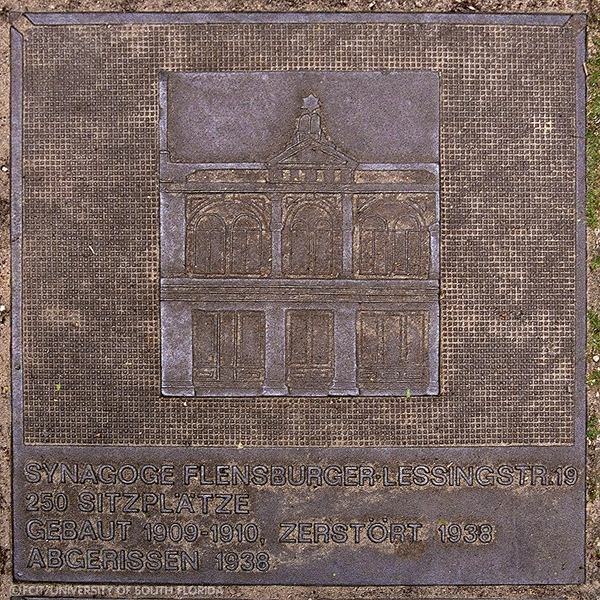 SYNAGOGE FLENSBURGER-LESSINGSTR.19
250 SITZPLÄTZE
GEBAUT 1909-1910, ZERSTÖRT 1938
ABGERISSEN 1938
©FCIT/UNIVERSITY OF SOUTH FLORIDA